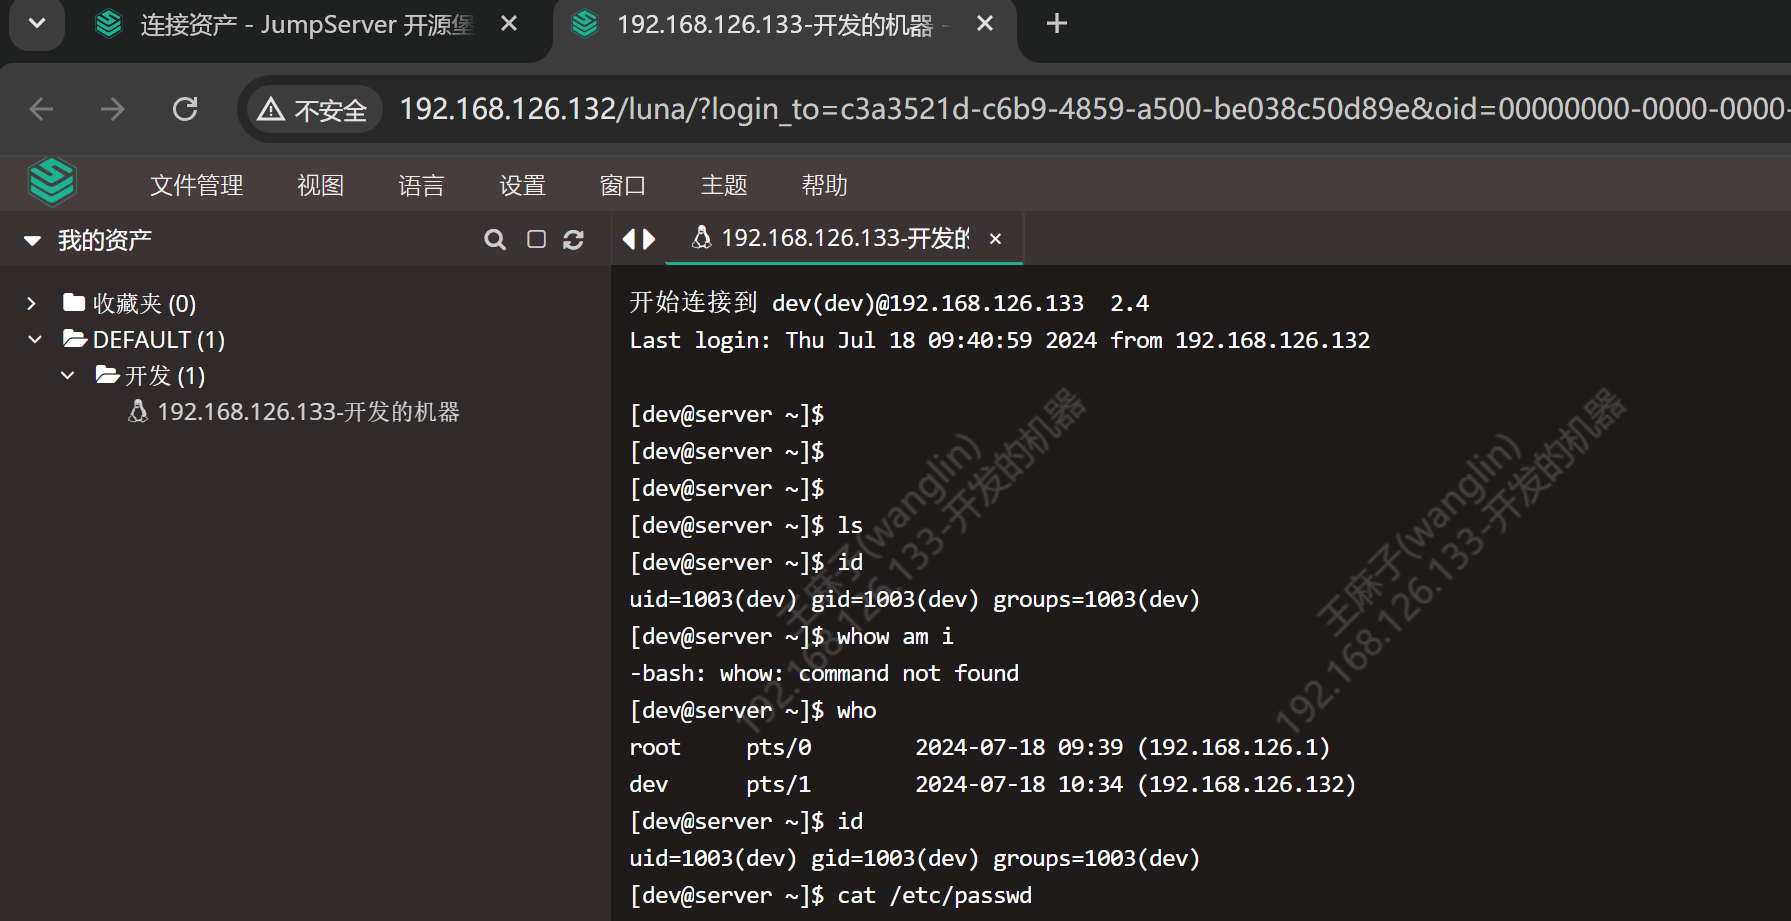 连接资产 - JumpServer 开源堡
192.168.126.133-开发的机器 -
不安全
192.168.126.132/luna/?login_to=c3a3521d-c6b9-4859-a500-be038c50d89e&oid=00000000-0000-0000-
文件管理 视图 语言 设置 窗口 主题 帮助
我的资产
192.168.126.133-开发的
收藏夹 (0)
DEFAULT (1)
开发 (1)
192.168.126.133-开发的机器
开始连接到 dev(dev)@192.168.126.133  2.4
Last login: Thu Jul 18 09:40:59 2024 from 192.168.126.132
[dev@server ~]$
[dev@server ~]$
[dev@server ~]$
[dev@server ~]$ ls
[dev@server ~]$ id
uid=1003(dev) gid=1003(dev) groups=1003(dev)
[dev@server ~]$ whow am i
-bash: whow: command not found
[dev@server ~]$ who
root     pts/0        2024-07-18 09:39 (192.168.126.1)
dev      pts/1        2024-07-18 10:34 (192.168.126.132)
[dev@server ~]$ id
uid=1003(dev) gid=1003(dev) groups=1003(dev)
[dev@server ~]$ cat /etc/passwd
王麻子(wanglin)
192.168.126.133-开发的机器
王麻子(wanglin)
192.168.126.133-开发的机器